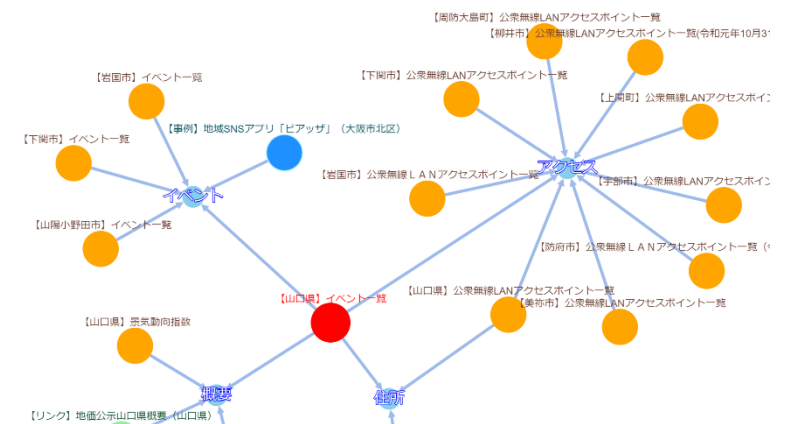 【周防大島町】公衆無線LANアクセスポイント一覧
【柳井市】公衆無線LANアクセスポイント一覧(令和元年10月31
【岩国市】イベント一覧
【下関市】公衆無線LANアクセスポイント一覧
【上関町】公衆無線LANアクセスポイン
【事例】地域SNSアプリ「ピアッザ」（大阪市北区）
【下関市】イベント一覧
アクセス
【岩国市】公衆無線ＬＡＮアクセスポイント一覧
【宇部市】公衆無線LANアクセスポイン
イベント
【山陽小野田市】イベント一覧
【防府市】公衆無線ＬＡＮアクセスポイント一覧（
【山口県】公衆無線LANアクセスポイント一覧
【山口県】イベント一覧
【美祢市】公衆無線LANアクセスポイント一覧
【山口県】景気動向指数
概要
住所
【リンク】地価公示山口県概要（山口県）